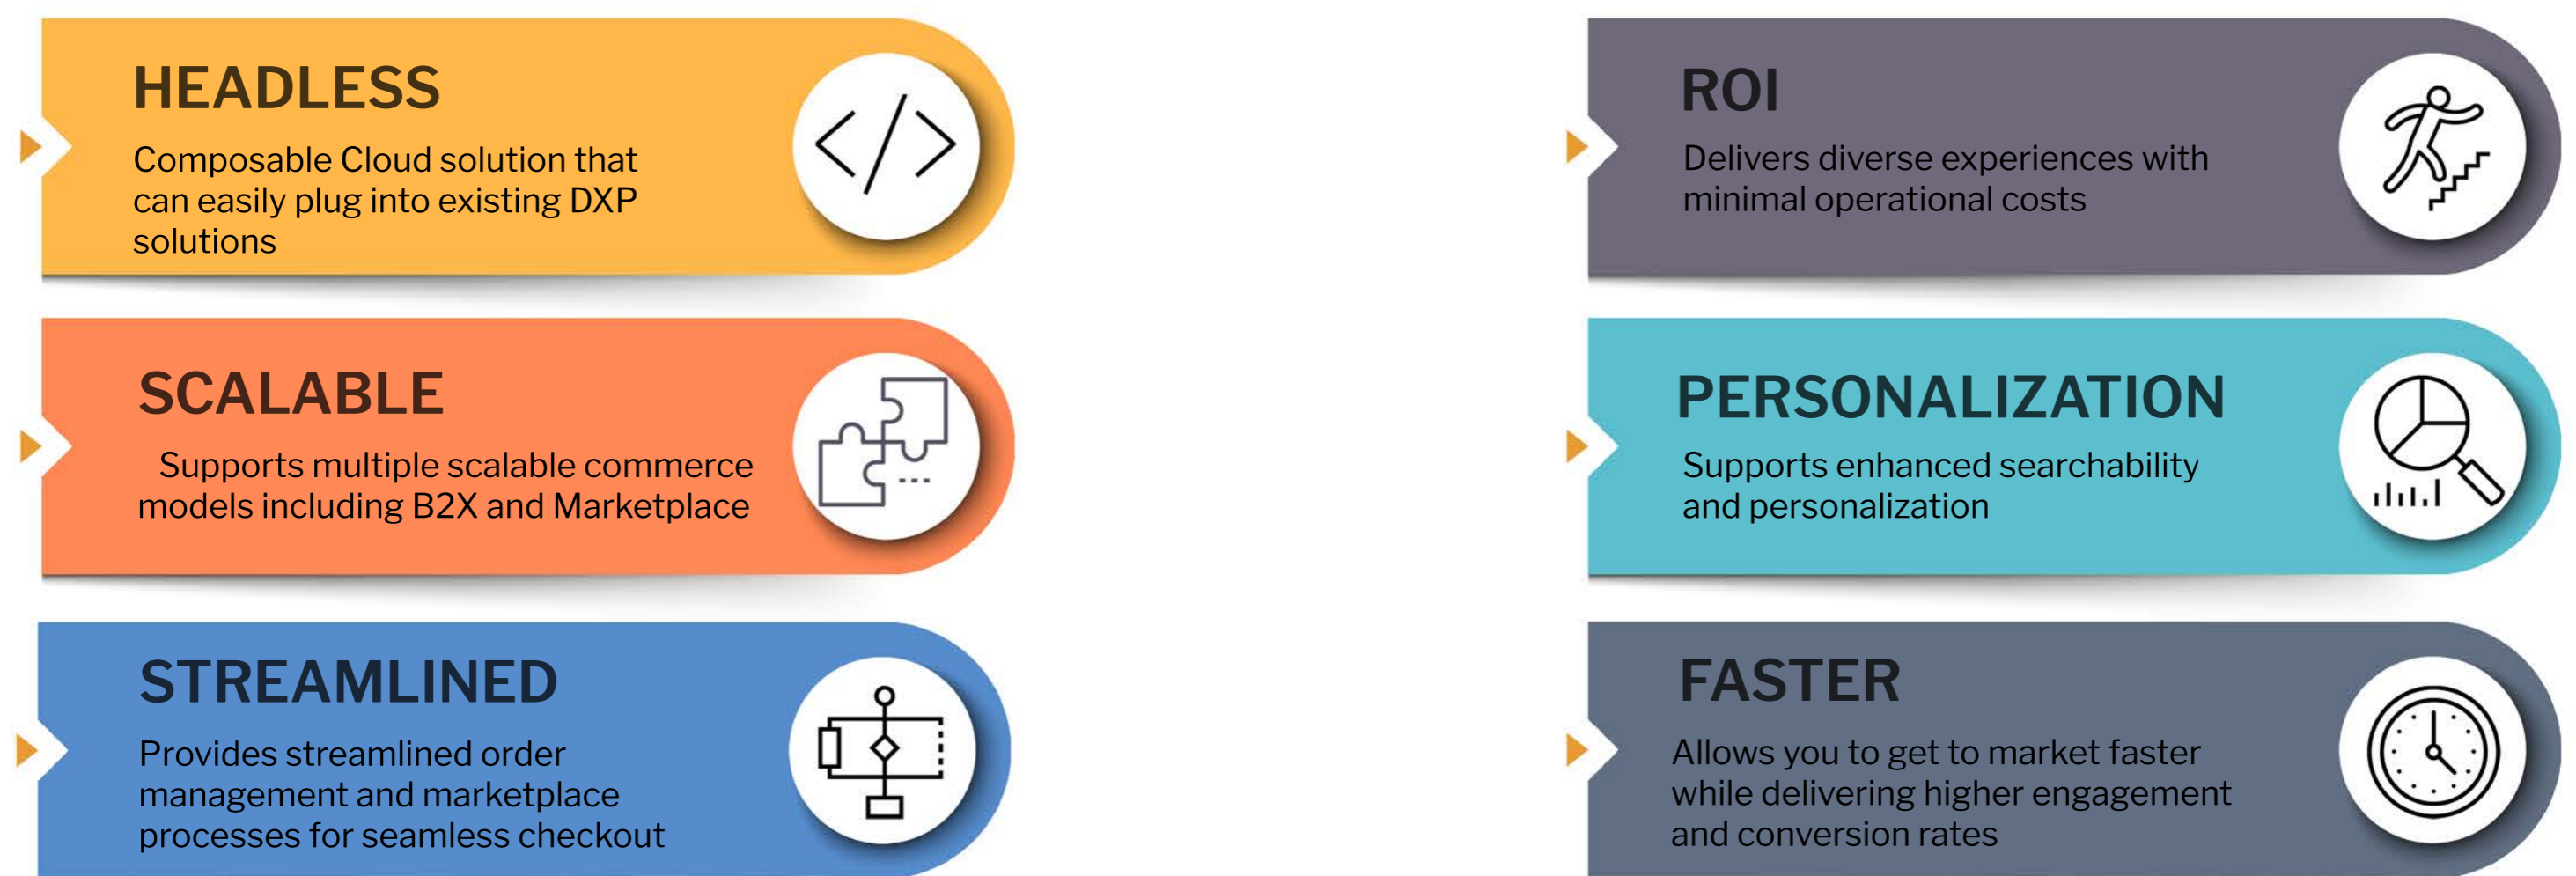 HEADLESS
Composable Cloud solution that
can easily plug into existing DXP
solutions
SCALABLE
Supports multiple scalable commerce
models including B2X and Marketplace
STREAMLINED
Provides streamlined order
management and marketplace
processes for seamless checkout
ROI
Delivers diverse experiences with
minimal operational costs
PERSONALIZATION
Supports enhanced searchability
and personalization
FASTER
Allows you to get to market faster
while delivering higher engagement
and conversion rates